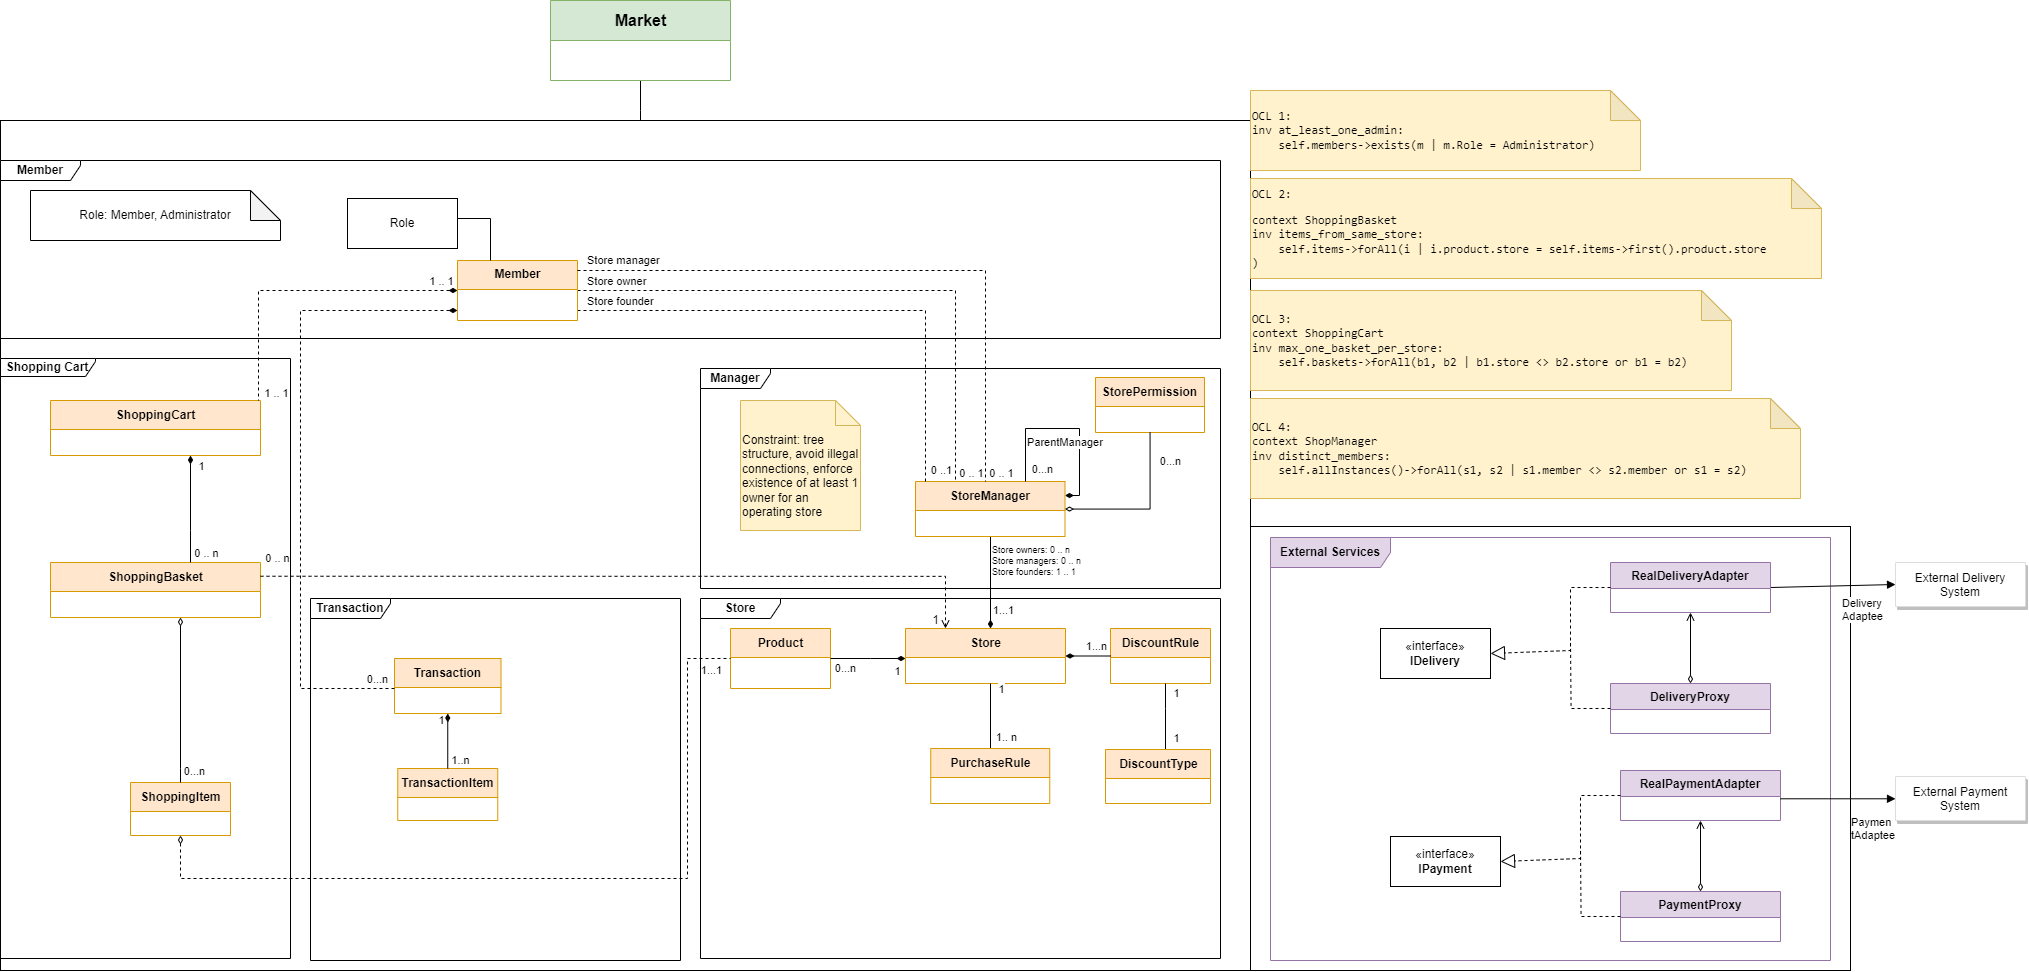 Market
OCL 1:
inv at_least_one_admin:
self.members->exists(m | m.Role = Administrator)
Member
Role: Member, Administrator
Role
OCL 2:
context ShoppingBasket
inv items_from_same_store:
self.items->forAll(i | i.product.store = self.items->first().product.store
)
Member
Store manager
Store owner
Store founder
1 .. 1
OCL 3:
context ShoppingCart
inv max_one_basket_per_store:
self.baskets->forAll(b1, b2 | b1.store <> b2.store or b1 = b2)
Shopping Cart
1 .. 1
ShoppingCart
1
0 .. n
0 .. n
ShoppingBasket
0...n
ShoppingItem
Manager
Constraint: tree
structure, avoid illegal
connections, enforce
existence of at least 1
owner for an
operating store
StorePermission
ParentManager
0...n
0...n
0 ..1
0 .. 1
0 .. 1
StoreManager
Store owners: 0 .. n
Store managers: 0 .. n
Store founders: 1 .. 1
OCL 4:
context ShopManager
inv distinct_members:
self.allInstances()->forAll(s1, s2 | s1.member <> s2.member or s1 = s2)
Transaction
0...n
Transaction
1
1..n
TransactionItem
Store
1
1...1
Product
1...1
0...n
1
Store
1...n
DiscountRule
1
1
1.. n
1
PurchaseRule
DiscountType
External Services
RealDeliveryAdapter
External Delivery
System
Delivery
Adaptee
«interface»
IDelivery
DeliveryProxy
RealPaymentAdapter
External Payment
System
Paymen
tAdaptee
«interface»
IPayment
PaymentProxy